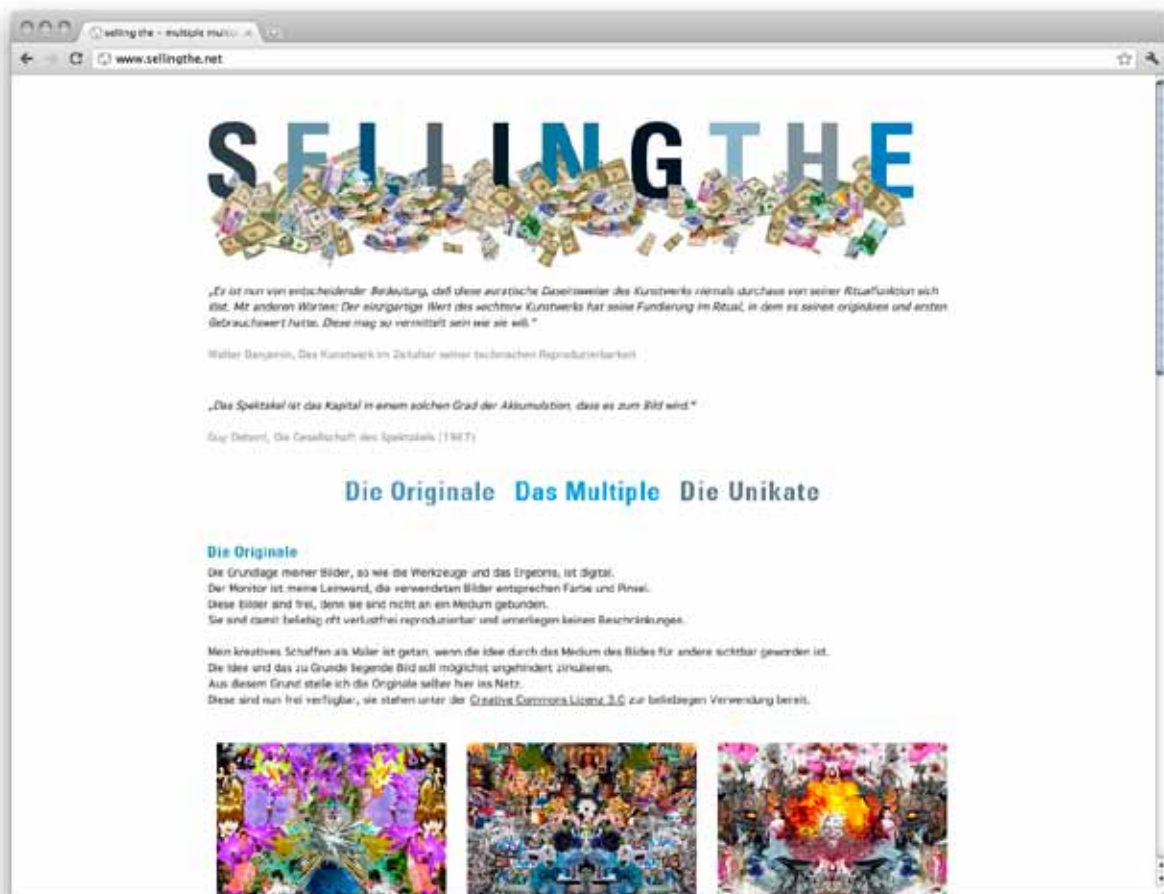 selling the - multiple multi
www.sellingthe.net
SELLINGTHE
„Es ist nun von entscheidender Bedeutung, daß diese auratische Daseinsweise des Kunstwerks niemals durchaus von seiner Ritualfunktion sich
löst. Mit anderen Worten: Der einzigartige Wert des »echten« Kunstwerks hat seine Fundierung im Ritual, in dem es seinen originären und ersten
Gebrauchswert hatte. Diese mag so vermittelt sein wie sie will.“
Walter Benjamin, Das Kunstwerk im Zeitalter seiner technischen Reproduzierbarkeit
„Das Spektakel ist das Kapital in einem solchen Grad der Akkumulation, dass es zum Bild wird.“
Guy Debord, Die Gesellschaft des Spektakels (1967)
Die Originale Das Multiple Die Unikate
Die Originale
Die Grundlage meiner Bilder, so wie die Werkzeuge und das Ergebnis, ist digital.
Der Monitor ist meine Leinwand, die verwendeten Bilder entsprechen Farbe und Pinsel.
Diese Bilder sind frei, denn sie sind nicht an ein Medium gebunden.
Sie sind damit beliebig oft verlustfrei reproduzierbar und unterliegen keinen Beschränkungen.
Mein kreatives Schaffen als Maler ist getan, wenn die Idee durch das Medium des Bildes für andere sichtbar geworden ist.
Die Idee und das zu Grunde liegende Bild soll möglichst ungehindert zirkulieren.
Aus diesem Grund stelle ich die Originale selber hier ins Netz.
Diese sind nun frei verfügbar, sie stehen unter der Creative Commons Lizenz 3.0 zur beliebiegen Verwendung bereit.